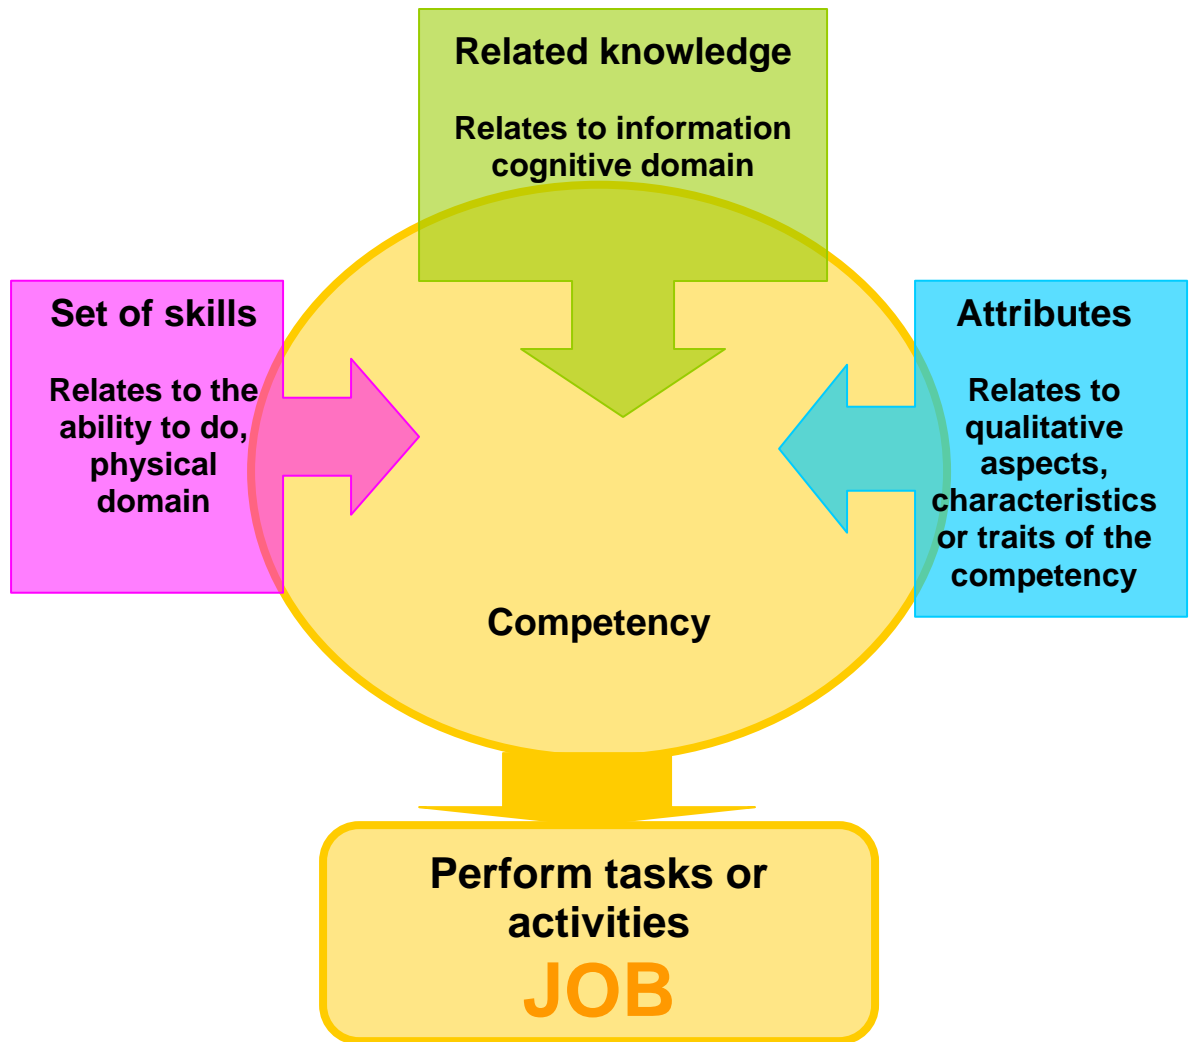 Related knowledge
Relates to information
cognitive domain
Set of skills
Relates to the
ability to do,
physical
domain
Attributes
Relates to
qualitative
aspects,
characteristics
or traits of the
competency
Competency
Perform tasks or
activities
JOB